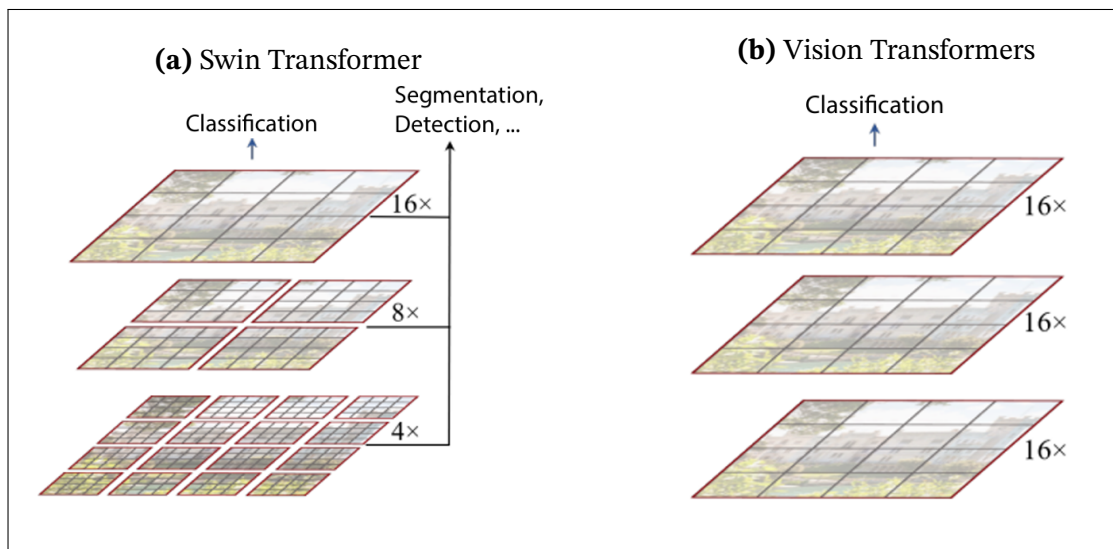 (a) Swin Transformer
Classification
Segmentation,
Detection, ...
16×
8×
4×
(b) Vision Transformers
Classification
16×
16×
16×